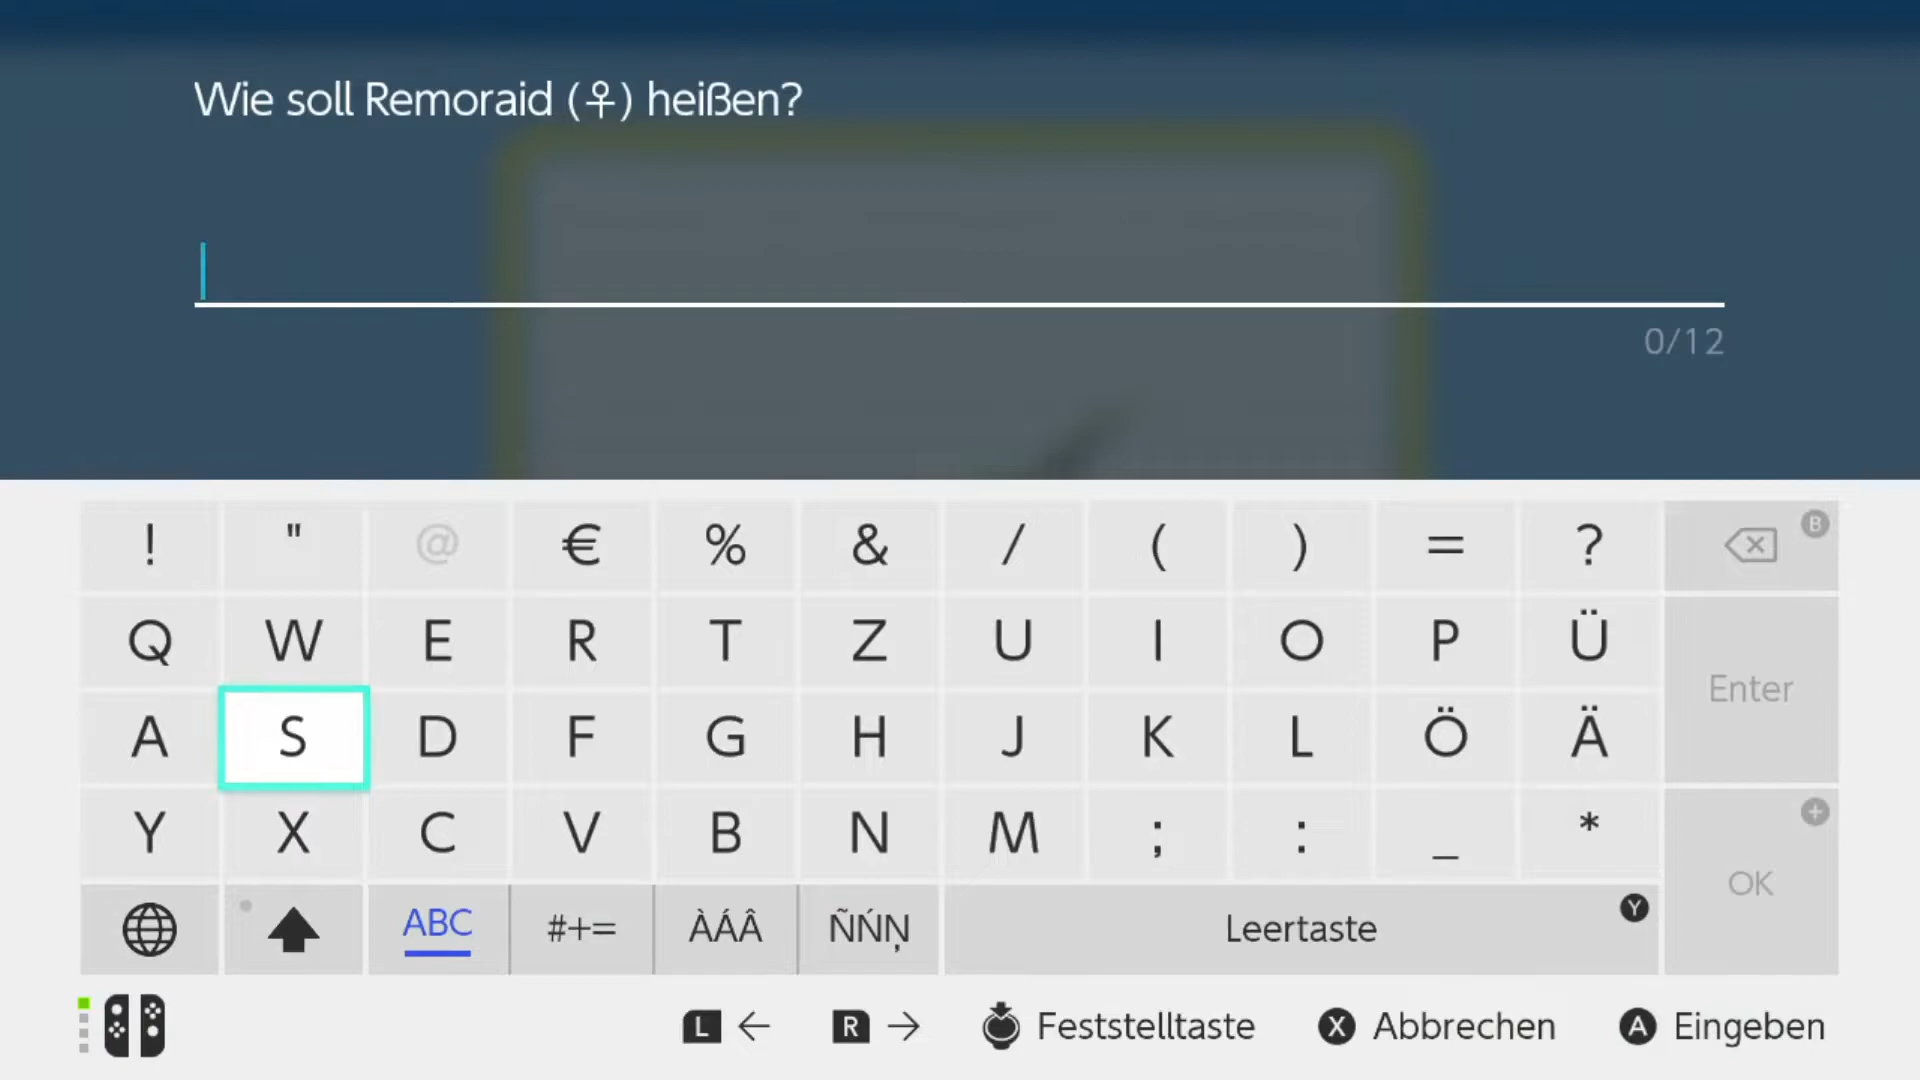 Wie soll Remoraid (♀) heißen?
0/12
! " @ € % & / ( ) = ? B
Q W E R T Z U I O P Ü Enter
A S D F G H J K L Ö Ä
Y X C V B N M ; : _ * + OK
ABC #+= ÀÁÂ ÑŃŅ Leertaste Y
L ← R → Feststelltaste X Abbrechen A Eingeben